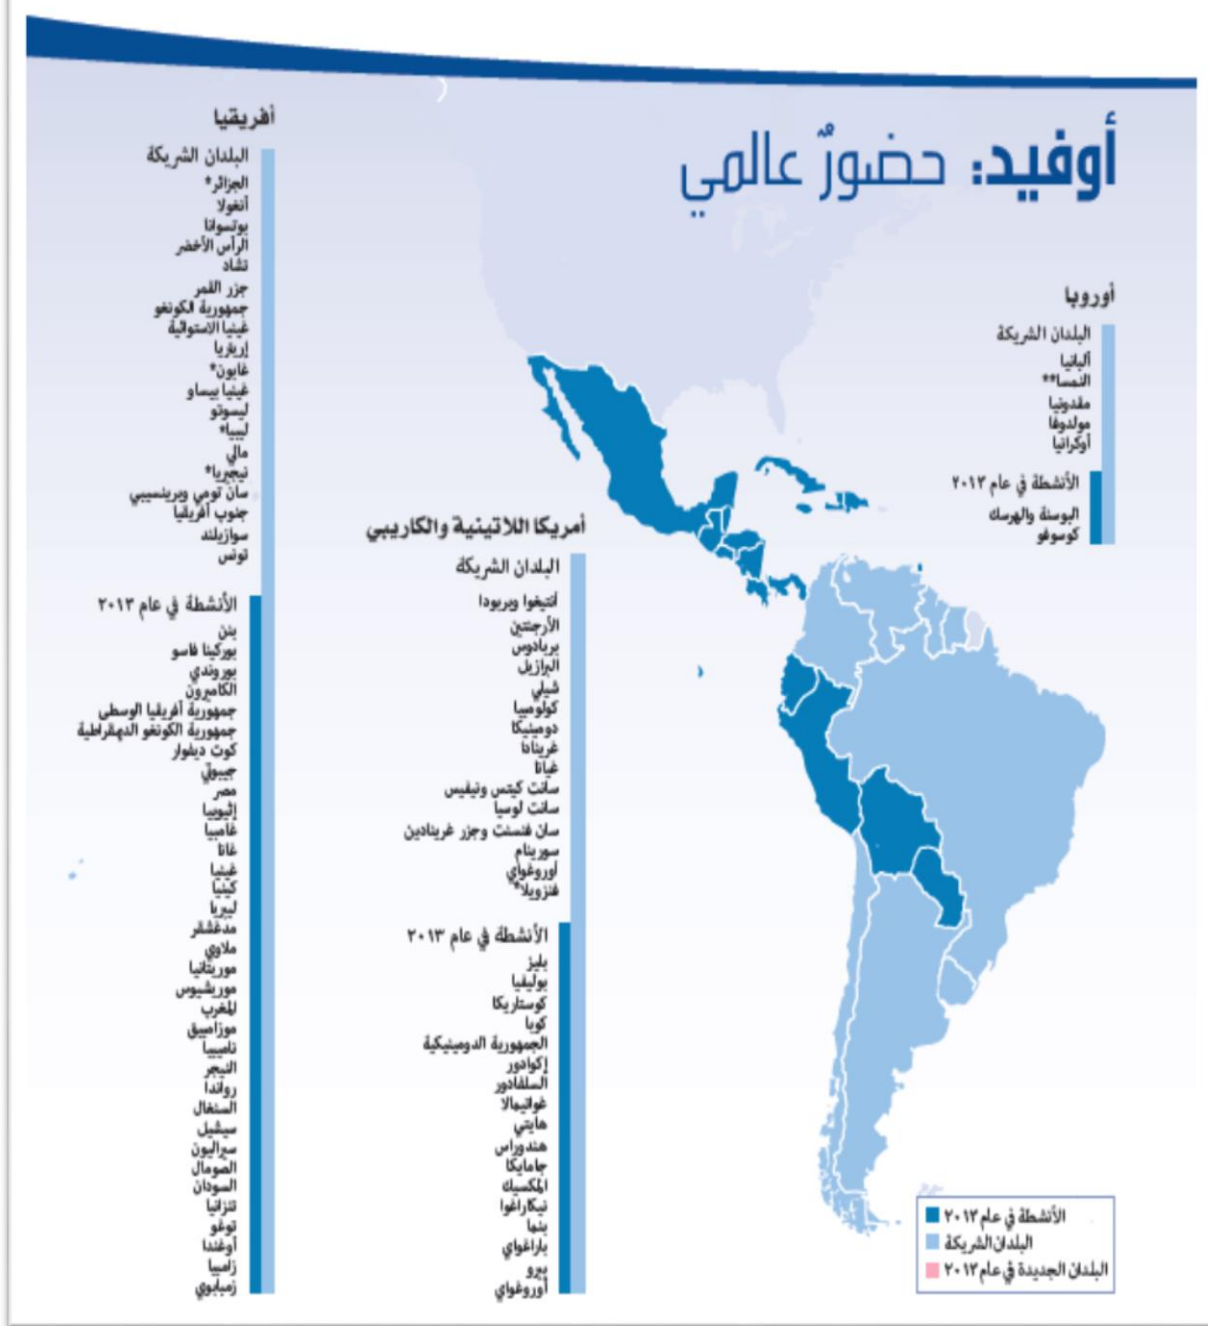 أوفيد: حضورٌ عالمي
أوروبا
البلدان الشريكة
ألبانيا
النمسا**
مقدونيا
مولدوفا
أوكرانيا
الأنشطة في عام ٢٠١٣
البوسنة والهرسك
كوسوفو
أمريكا اللاتينية والكاريبي
البلدان الشريكة
أنتيغوا وبربودا
الأرجنتين
بربادوس
البرازيل
شيلي
كولومبيا
دومينيكا
غرينادا
غيانا
سانت كيتس ونيفيس
سانت لوسيا
سان فنسنت وجزر غرينادين
سورينام
أوروغواي
فنزويلا*
الأنشطة في عام ٢٠١٣
بليز
بوليفيا
كوستاريكا
كوبا
الجمهورية الدومينيكية
إكوادور
السلفادور
غواتيمالا
هايتي
هندوراس
جامايكا
المكسيك
نيكاراغوا
بنما
باراغواي
بيرو
أوروغواي
أفريقيا
البلدان الشريكة
الجزائر*
أنغولا
بوتسوانا
الرأس الأخضر
تشاد
جزر القمر
جمهورية الكونغو
غينيا الاستوائية
إريتريا
غابون*
غينيا بيساو
ليسوتو
ليبيا*
مالي
نيجيريا*
سان تومي وبرينسيبي
جنوب أفريقيا
سوازيلند
تونس
الأنشطة في عام ٢٠١٣
بنن
بوركينا فاسو
بوروندي
الكاميرون
جمهورية أفريقيا الوسطى
جمهورية الكونغو الديمقراطية
كوت ديفوار
جيبوتي
مصر
إثيوبيا
غامبيا
غانا
غينيا
كينيا
ليبريا
مدغشقر
ملاوي
موريتانيا
موريشيوس
المغرب
موزامبيق
ناميبيا
النيجر
رواندا
السنغال
سيشيل
سيراليون
الصومال
السودان
تنزانيا
توغو
أوغندا
زامبيا
زمبابوي
الأنشطة في عام ٢٠١٣
البلدان الشريكة
البلدان الجديدة في عام ٢٠١٣